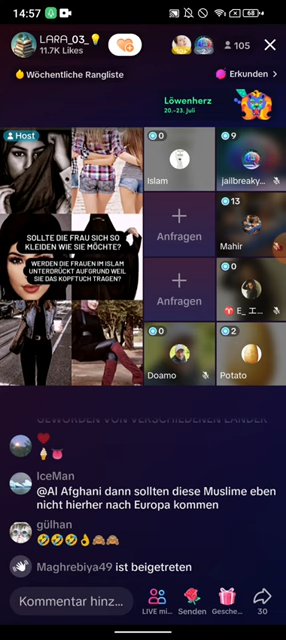 14:57
68
LARA_03_💡
11.7K Likes
105
Wöchentliche Rangliste
Erkunden >
Löwenherz
20.–23. Juli
Host
SOLLTE DIE FRAU SICH SO
KLEIDEN WIE SIE MÖCHTE?
WERDEN DIE FRAUEN IM ISLAM
UNTERDRÜCKT AUFGRUND WEIL
SIE DAS KOPFTUCH TRAGEN?
0
Islam
9
jailbreaky...
Anfragen
13
Mahir
Anfragen
0
E_ エ...
0
Doamo
2
Potato
GEWORDEN VON VERSCHIEDENEN LÄNDER
IceMan
@Al Afghani dann sollten diese Muslime eben
nicht hierher nach Europa kommen
gülhan
🤣🤣🤣👌🙈🙈
Maghrebiya49 ist beigetreten
Kommentar hinz...
LIVE mi...
Senden
Gesche...
30